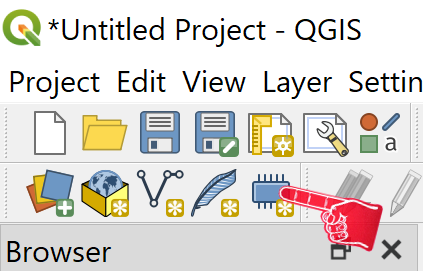 *Untitled Project - QGIS
Project Edit View Layer Settin
a
Browser